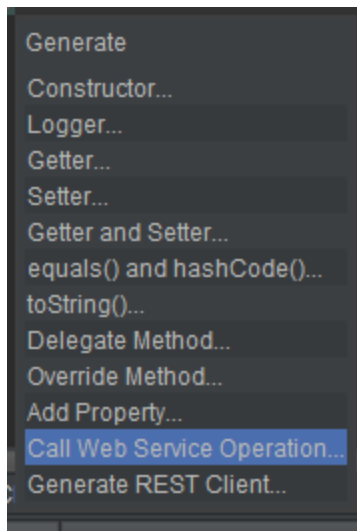 Generate
Constructor...
Logger...
Getter...
Setter...
Getter and Setter...
equals() and hashCode()...
toString()...
Delegate Method...
Override Method...
Add Property...
Call Web Service Operation...
Generate REST Client...